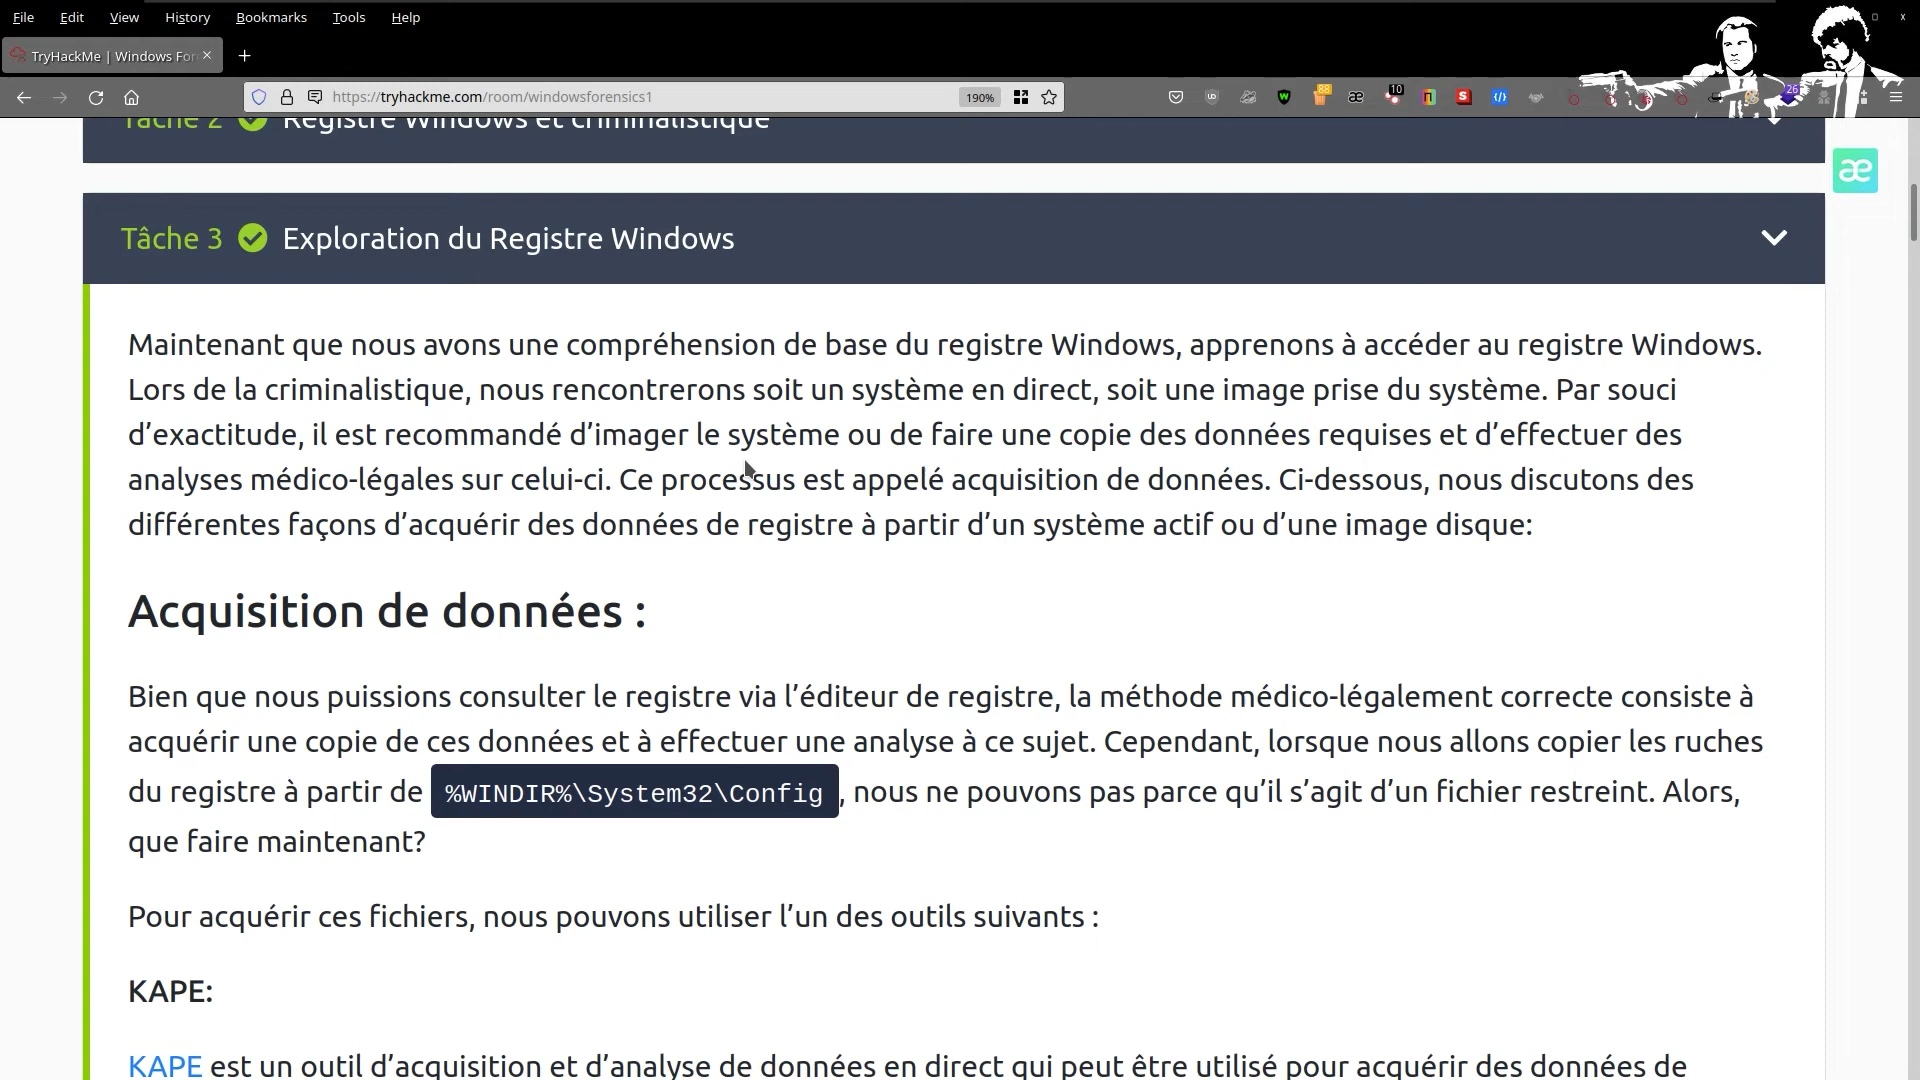 File Edit View History Bookmarks Tools Help
TryHackMe | Windows For
https://tryhackme.com/room/windowsforensics1 190% 88 10 26
Tâche 2 Registre Windows et criminalistique
Tâche 3 Exploration du Registre Windows
Maintenant que nous avons une compréhension de base du registre Windows, apprenons à accéder au registre Windows.
Lors de la criminalistique, nous rencontrerons soit un système en direct, soit une image prise du système. Par souci
d’exactitude, il est recommandé d’imager le système ou de faire une copie des données requises et d’effectuer des
analyses médico-légales sur celui-ci. Ce processus est appelé acquisition de données. Ci-dessous, nous discutons des
différentes façons d’acquérir des données de registre à partir d’un système actif ou d’une image disque:
Acquisition de données :
Bien que nous puissions consulter le registre via l’éditeur de registre, la méthode médico-légalement correcte consiste à
acquérir une copie de ces données et à effectuer une analyse à ce sujet. Cependant, lorsque nous allons copier les ruches
du registre à partir de %WINDIR%\System32\Config , nous ne pouvons pas parce qu’il s’agit d’un fichier restreint. Alors,
que faire maintenant?
Pour acquérir ces fichiers, nous pouvons utiliser l’un des outils suivants :
KAPE:
KAPE est un outil d’acquisition et d’analyse de données en direct qui peut être utilisé pour acquérir des données de
æ